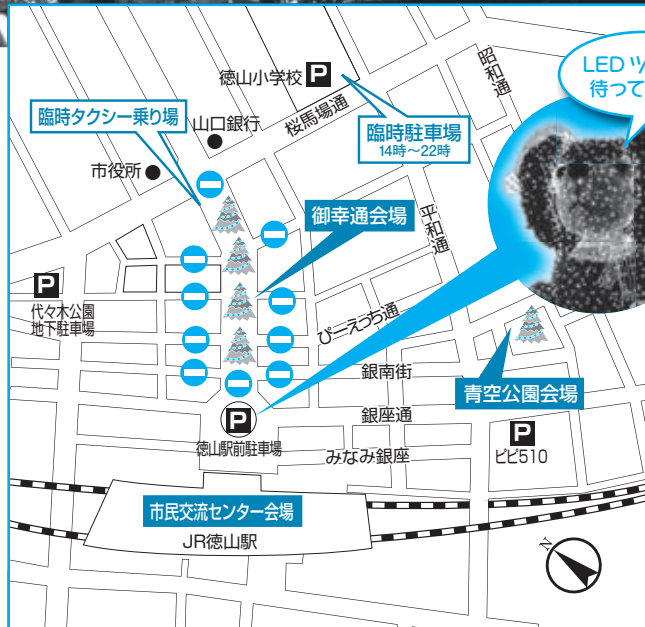 徳山小学校 P
昭和通
LED ツ
待って
臨時タクシー乗り場
山口銀行
桜馬場通
臨時駐車場
14時～22時
市役所
御幸通会場
平和通
P
代々木公園
地下駐車場
ぴーえっち通
銀南街
青空公園会場
銀座通
P
徳山駅前駐車場
みなみ銀座
P
ピピ510
市民交流センター会場
JR徳山駅
N